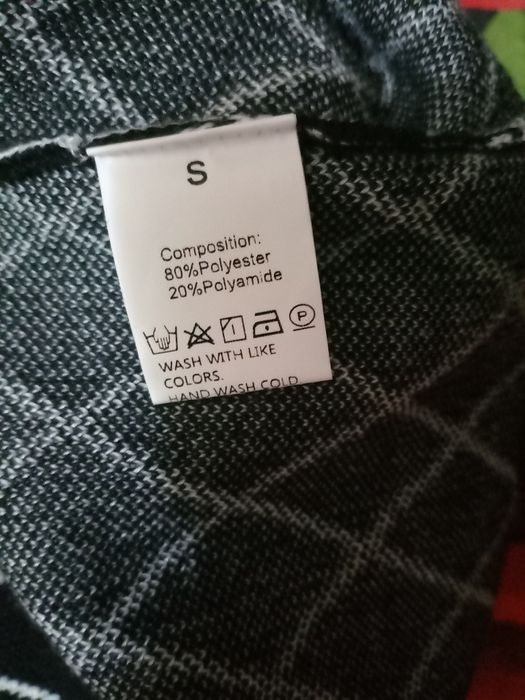 S
Composition:
80%Polyester
20%Polyamide
P
WASH WITH LIKE
COLORS.
HAND WASH COLD